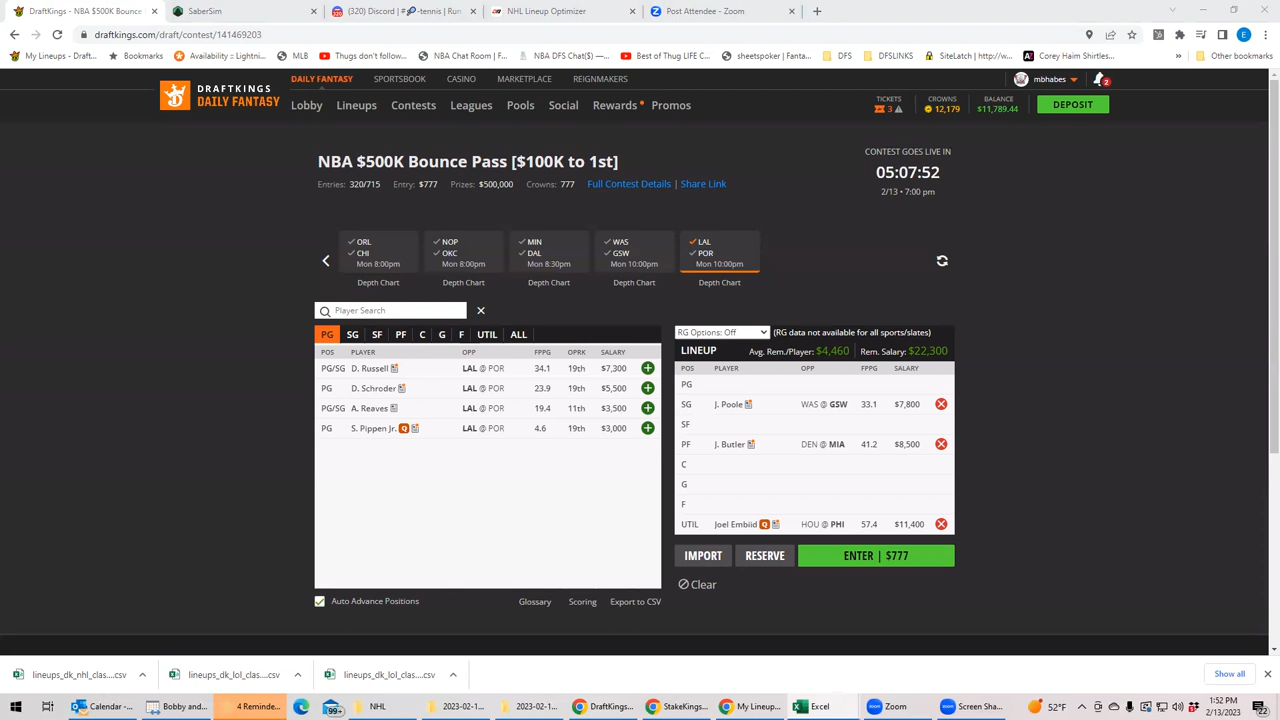 DraftKings - NBA $500K Bounce
SaberSim
(320) Discord | #🎾-tennis | Run
NHL Lineup Optimizer
Post Attendee - Zoom
draftkings.com/draft/contest/141469203
My Lineups - Draft...
Bookmarks
Availability :: Lightni...
MLB
Thugs don't follow...
NBA Chat Room | F...
NBA DFS Chat($) —...
Best of Thug LIFE C...
sheetspoker | Fanta...
DFS
DFSLINKS
SiteLatch | http://w...
Corey Haim Shirtles...
Other bookmarks
DRAFTKINGS
DAILY FANTASY
DAILY FANTASY SPORTSBOOK CASINO MARKETPLACE REIGNMAKERS
mbhabes
2
Lobby Lineups Contests Leagues Pools Social Rewards Promos
TICKETS
3
CROWNS
12,179
BALANCE
$11,789.44
DEPOSIT
NBA $500K Bounce Pass [$100K to 1st]
Entries: 320/715 Entry: $777 Prizes: $500,000 Crowns: 777 Full Contest Details | Share Link
CONTEST GOES LIVE IN
05:07:52
2/13 • 7:00 pm
ORL
CHI
Mon 8:00pm
Depth Chart
NOP
OKC
Mon 8:00pm
Depth Chart
MIN
DAL
Mon 8:30pm
Depth Chart
WAS
GSW
Mon 10:00pm
Depth Chart
LAL
POR
Mon 10:00pm
Depth Chart
Player Search
PG SG SF PF C G F UTIL ALL
POS PLAYER OPP FPPG OPRK SALARY
PG/SG D. Russell LAL @ POR 34.1 19th $7,300
PG D. Schroder LAL @ POR 23.9 19th $5,500
PG/SG A. Reaves LAL @ POR 19.4 11th $3,500
PG S. Pippen Jr. Q LAL @ POR 4.6 19th $3,000
Auto Advance Positions
Glossary Scoring Export to CSV
RG Options: Off (RG data not available for all sports/slates)
LINEUP Avg. Rem./Player: $4,460 Rem. Salary: $22,300
POS PLAYER OPP FPPG SALARY
PG
SG J. Poole WAS @ GSW 33.1 $7,800
SF
PF J. Butler DEN @ MIA 41.2 $8,500
C
G
F
UTIL Joel Embiid Q HOU @ PHI 57.4 $11,400
IMPORT RESERVE ENTER | $777
Clear
lineups_dk_nhl_clas....csv
lineups_dk_lol_clas....csv
lineups_dk_lol_clas....csv
Show all
Calendar -...
Bobby and...
4 Reminde...
99+
NHL
2023-02-1...
2023-02-1...
DraftKings...
StakeKings...
My Lineup...
Excel
Zoom
Screen Sha...
52°F
1:52 PM
2/13/2023
22